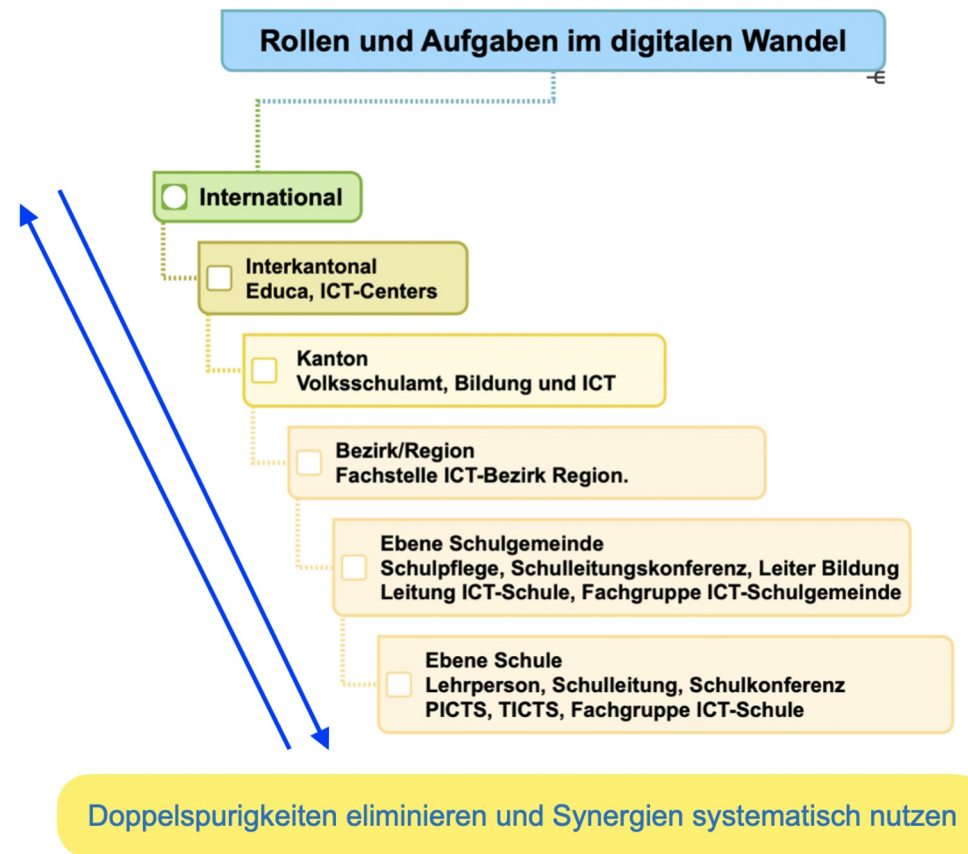 Rollen und Aufgaben im digitalen Wandel
International
Interkantonal
Educa, ICT-Centers
Kanton
Volksschulamt, Bildung und ICT
Bezirk/Region
Fachstelle ICT-Bezirk Region.
Ebene Schulgemeinde
Schulpflege, Schulleitungskonferenz, Leiter Bildung
Leitung ICT-Schule, Fachgruppe ICT-Schulgemeinde
Ebene Schule
Lehrperson, Schulleitung, Schulkonferenz
PICTS, TICTS, Fachgruppe ICT-Schule
Doppelspurigkeiten eliminieren und Synergien systematisch nutzen